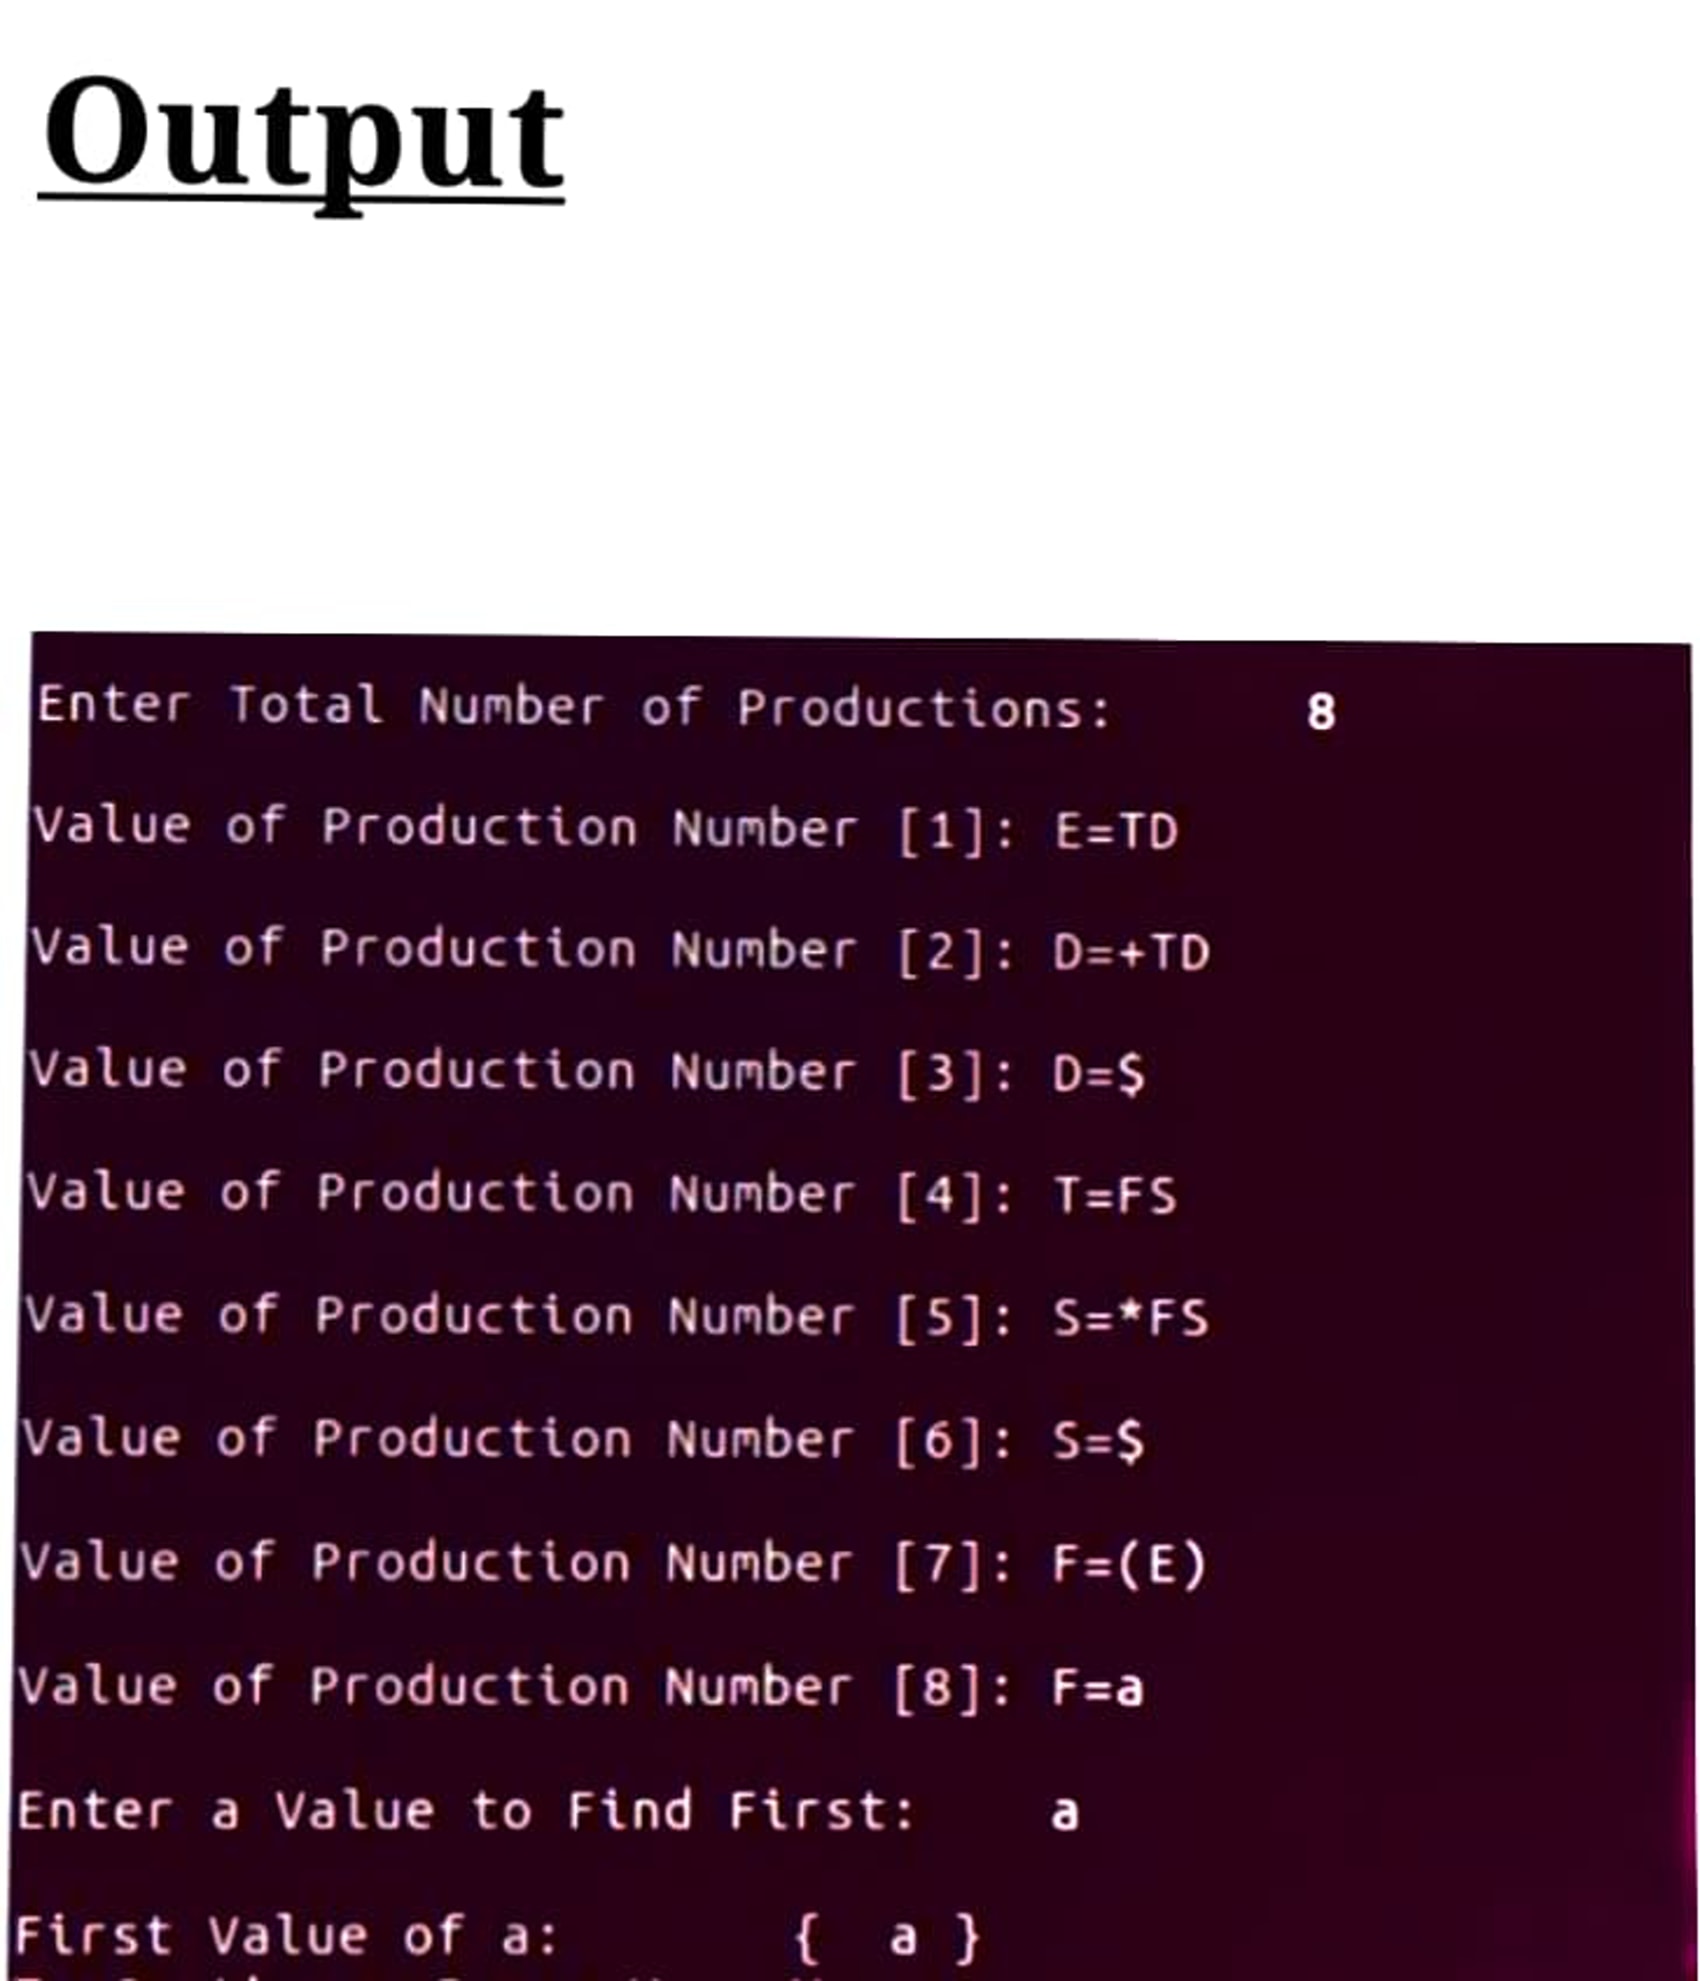 Output
Enter Total Number of Productions: 8
Value of Production Number [1]: E=TD
Value of Production Number [2]: D=+TD
Value of Production Number [3]: D=$
Value of Production Number [4]: T=FS
Value of Production Number [5]: S=*FS
Value of Production Number [6]: S=$
Value of Production Number [7]: F=(E)
Value of Production Number [8]: F=a
Enter a Value to Find First: a
First Value of a: { a }